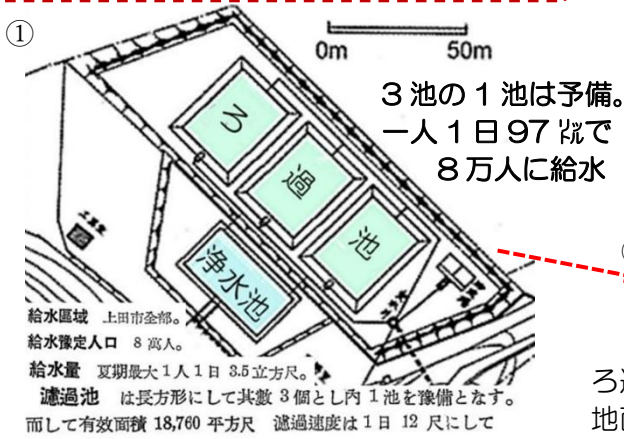 ①
0m 50m
3池の1池は予備。
一人1日97㍑で
8万人に給水
ろ
過
池
浄水池
給水區域 上田市全部。
給水豫定人口 8萬人。
給水量 夏期最大1人1日 3.5立方尺。
濾過池 は長方形にして其數3個とし内1池を豫備となす。
而して有效面積 18,760 平方尺 濾過速度は1日 12 尺にして
ろ過
地面